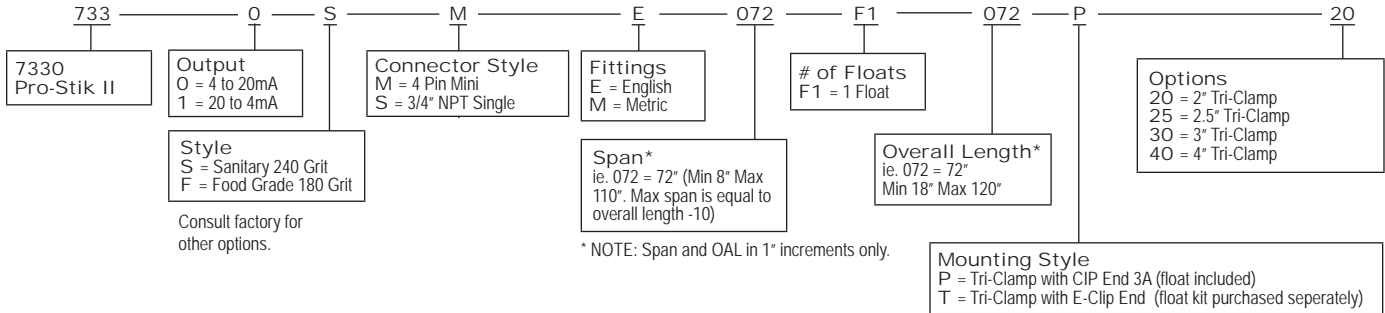 733 0 S M E 072 F1 072 P 20
7330
Pro-Stik II
Output
0 = 4 to 20mA
1 = 20 to 4mA
Style
S = Sanitary 240 Grit
F = Food Grade 180 Grit
Consult factory for
other options.
Connector Style
M = 4 Pin Mini
S = 3/4" NPT Single
Fittings
E = English
M = Metric
Span*
ie. 072 = 72" (Min 8" Max
110". Max span is equal to
overall length -10)
* NOTE: Span and OAL in 1" increments only.
# of Floats
F1 = 1 Float
Overall Length*
ie. 072 = 72"
Min 18" Max 120"
Mounting Style
P = Tri-Clamp with CIP End 3A (float included)
T = Tri-Clamp with E-Clip End (float kit purchased seperately)
Options
20 = 2" Tri-Clamp
25 = 2.5" Tri-Clamp
30 = 3" Tri-Clamp
40 = 4" Tri-Clamp